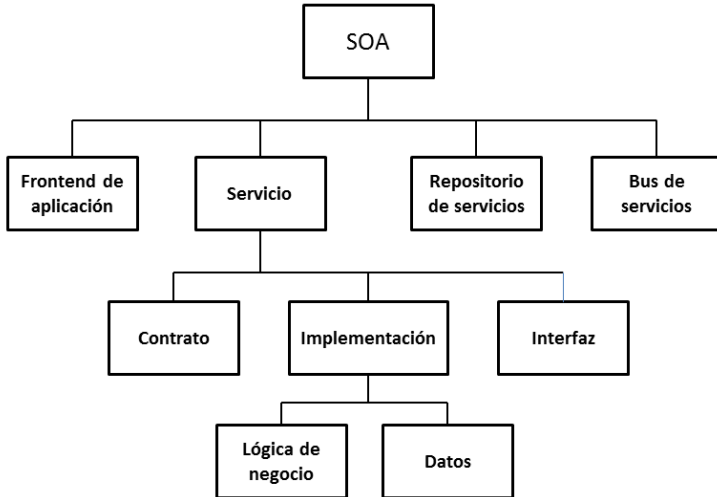 SOA
Frontend de
aplicación
Servicio
Repositorio
de servicios
Bus de
servicios
Contrato
Implementación
Interfaz
Lógica de
negocio
Datos